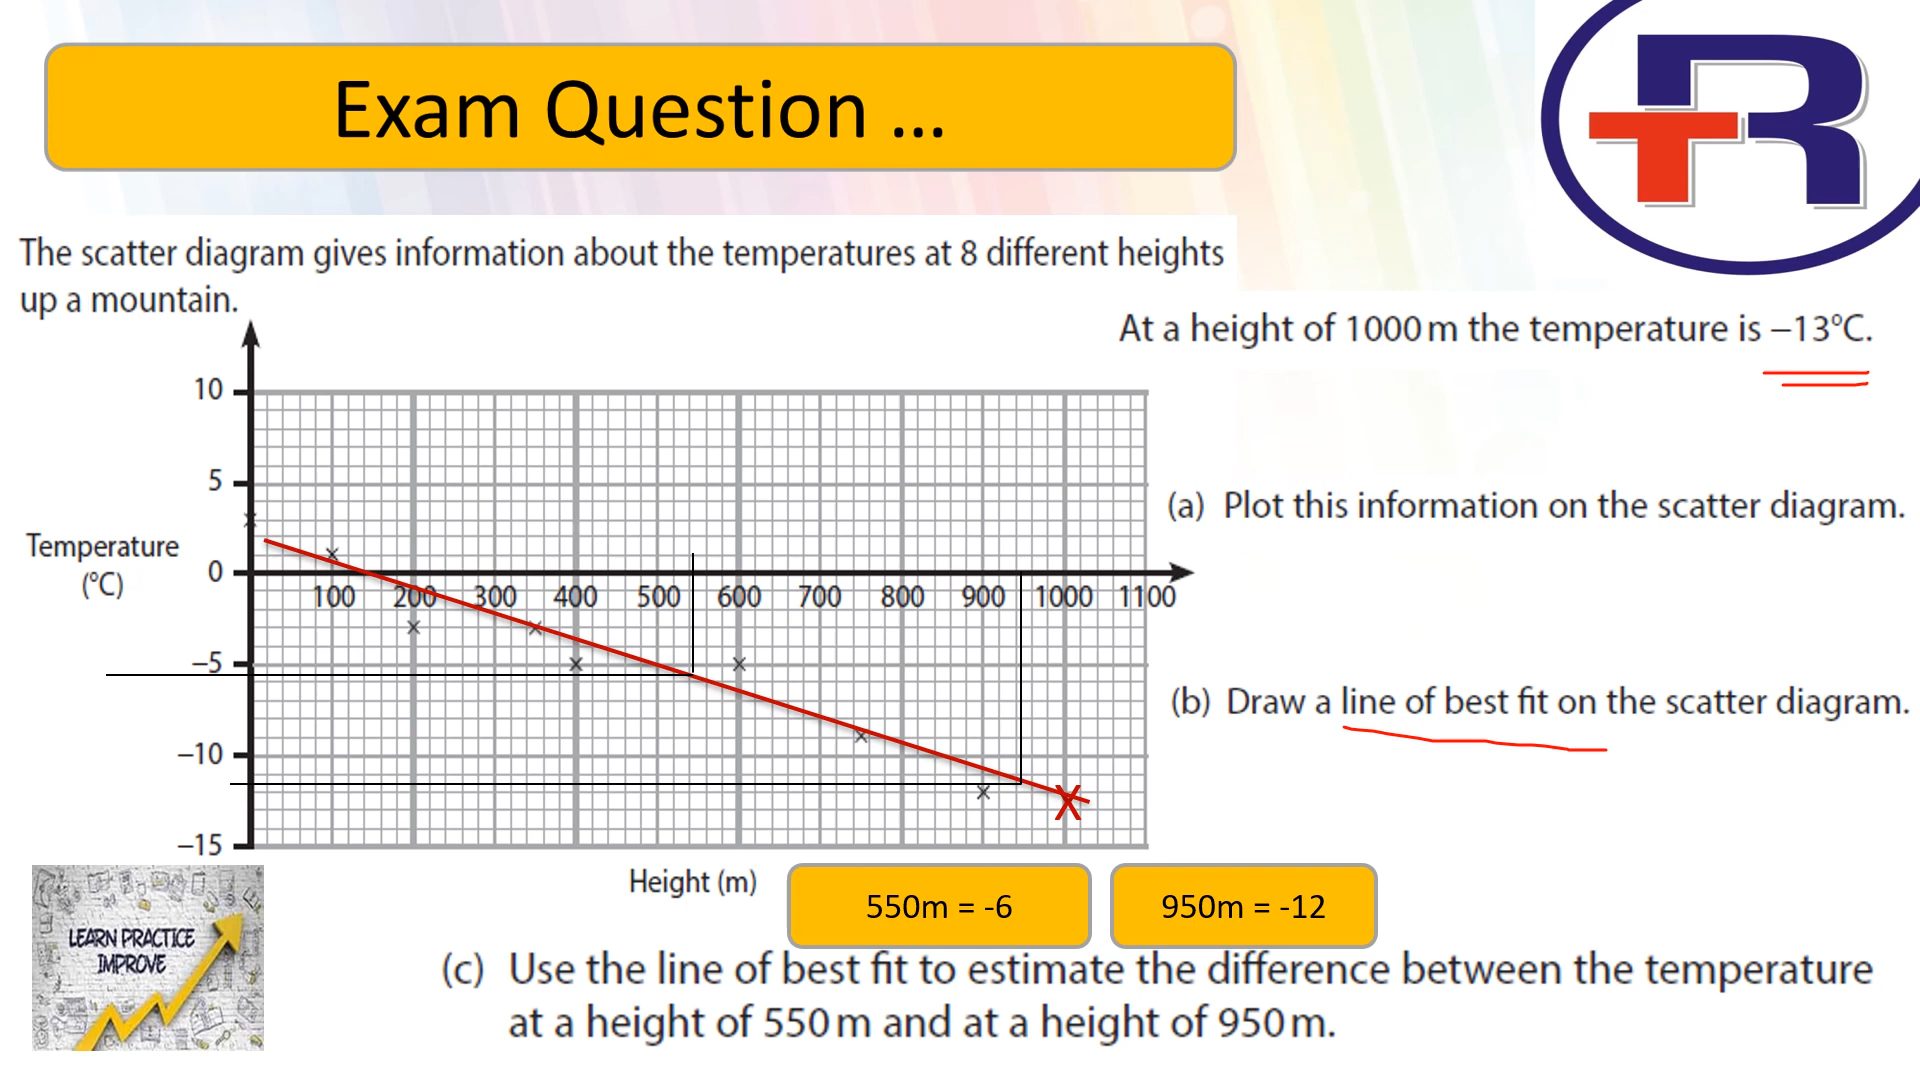 Exam Question ...
TR
The scatter diagram gives information about the temperatures at 8 different heights
up a mountain.
At a height of 1000 m the temperature is −13°C.
10
5
0
−5
−10
−15
Temperature
(°C)
100 200 300 400 500 600 700 800 900 1000 1100
Height (m)
(a) Plot this information on the scatter diagram.
(b) Draw a line of best fit on the scatter diagram.
550m = -6
950m = -12
LEARN PRACTICE
IMPROVE
(c) Use the line of best fit to estimate the difference between the temperature
at a height of 550 m and at a height of 950 m.